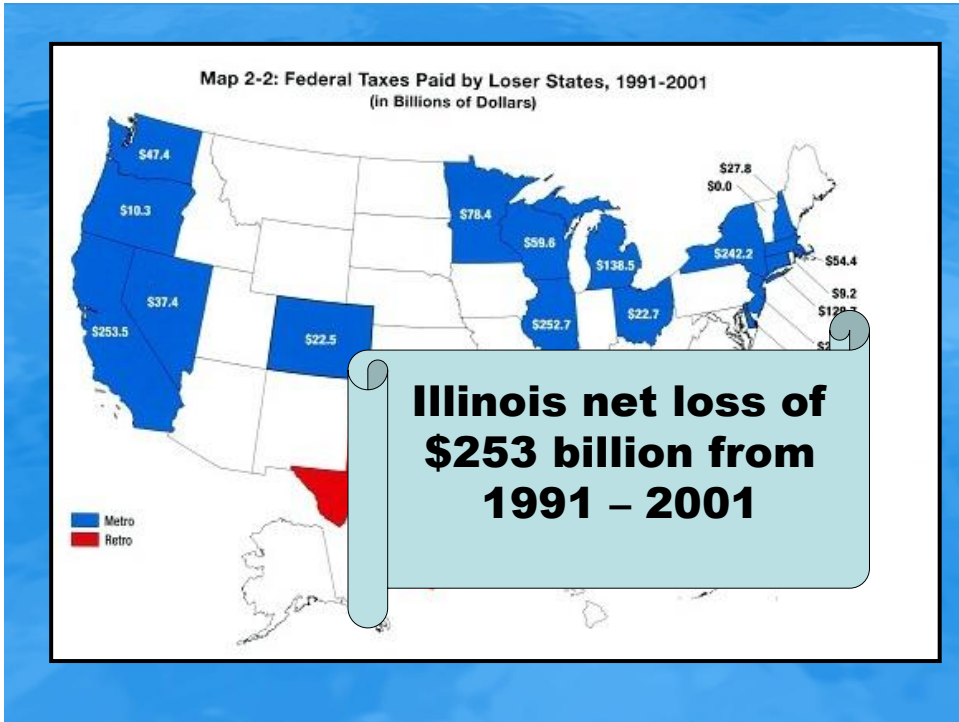 Map 2-2: Federal Taxes Paid by Loser States, 1991-2001
(in Billions of Dollars)
$47.4
$27.8
$0.0
$10.3
$78.4
$59.6
$138.5
$242.2
$54.4
$37.4
$9.2
$253.5
$22.5
$252.7
$22.7
Illinois net loss of
$253 billion from
1991 – 2001
Metro
Retro